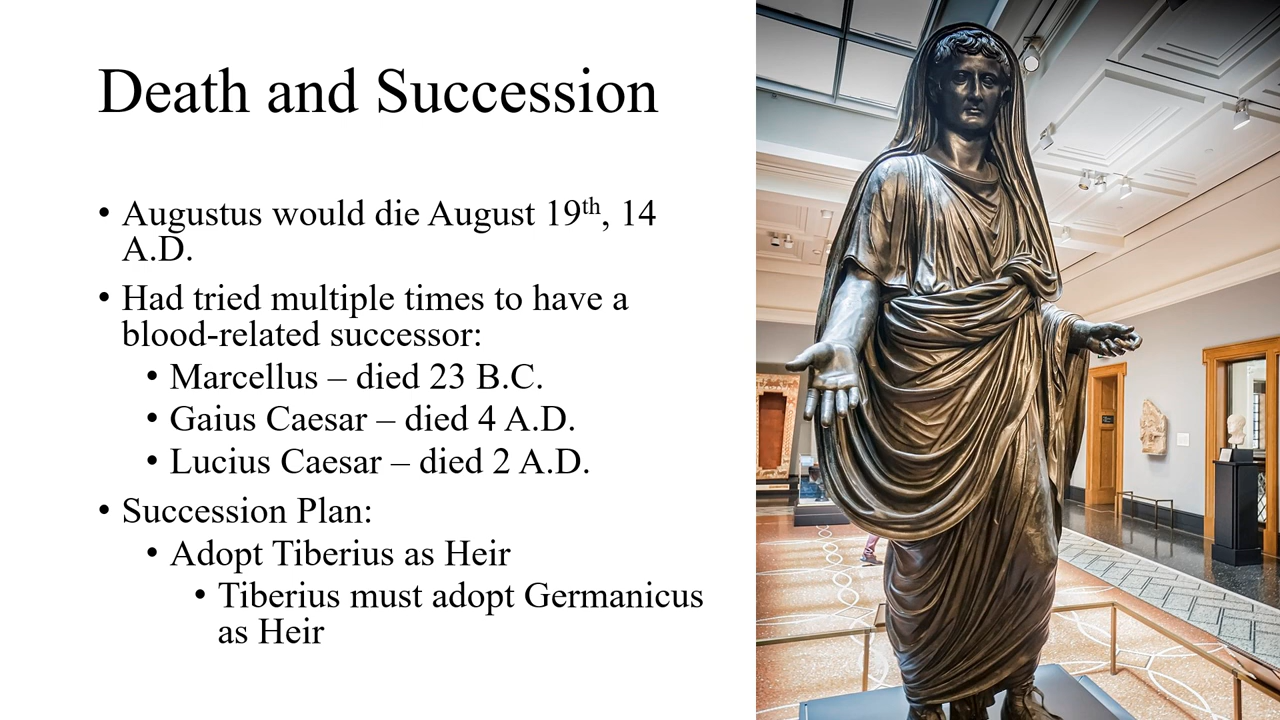 Death and Succession
• Augustus would die August 19th, 14
A.D.
• Had tried multiple times to have a
blood-related successor:
• Marcellus – died 23 B.C.
• Gaius Caesar – died 4 A.D.
• Lucius Caesar – died 2 A.D.
• Succession Plan:
• Adopt Tiberius as Heir
• Tiberius must adopt Germanicus
as Heir